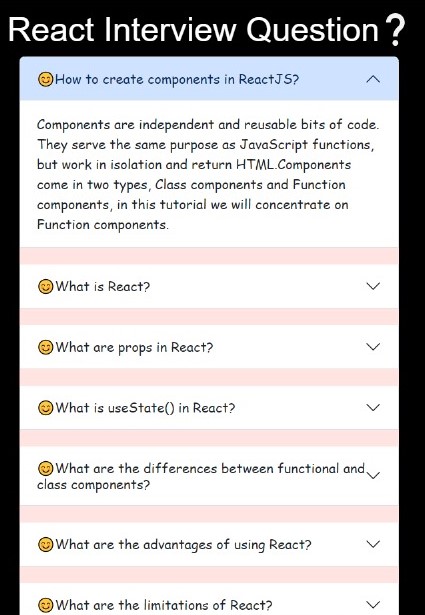 React Interview Question❔
😊How to create components in ReactJS?
Components are independent and reusable bits of code.
They serve the same purpose as JavaScript functions,
but work in isolation and return HTML.Components
come in two types, Class components and Function
components, in this tutorial we will concentrate on
Function components.
😊What is React?
😊What are props in React?
😊What is useState() in React?
😊What are the differences between functional and
class components?
😊What are the advantages of using React?
😊What are the limitations of React?